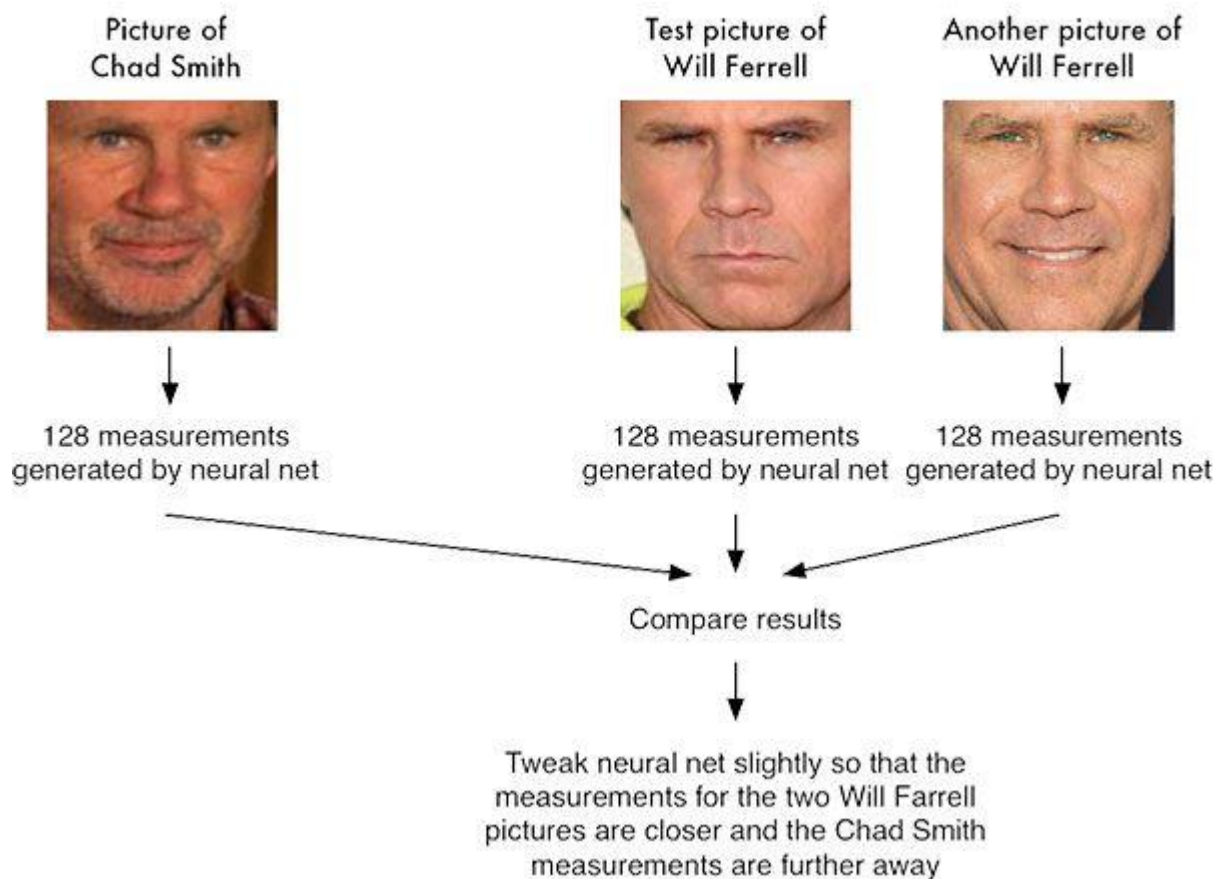 Picture of
Chad Smith
Test picture of
Will Ferrell
Another picture of
Will Ferrell
128 measurements
generated by neural net
128 measurements
generated by neural net
128 measurements
generated by neural net
Compare results
Tweak neural net slightly so that the
measurements for the two Will Farrell
pictures are closer and the Chad Smith
measurements are further away